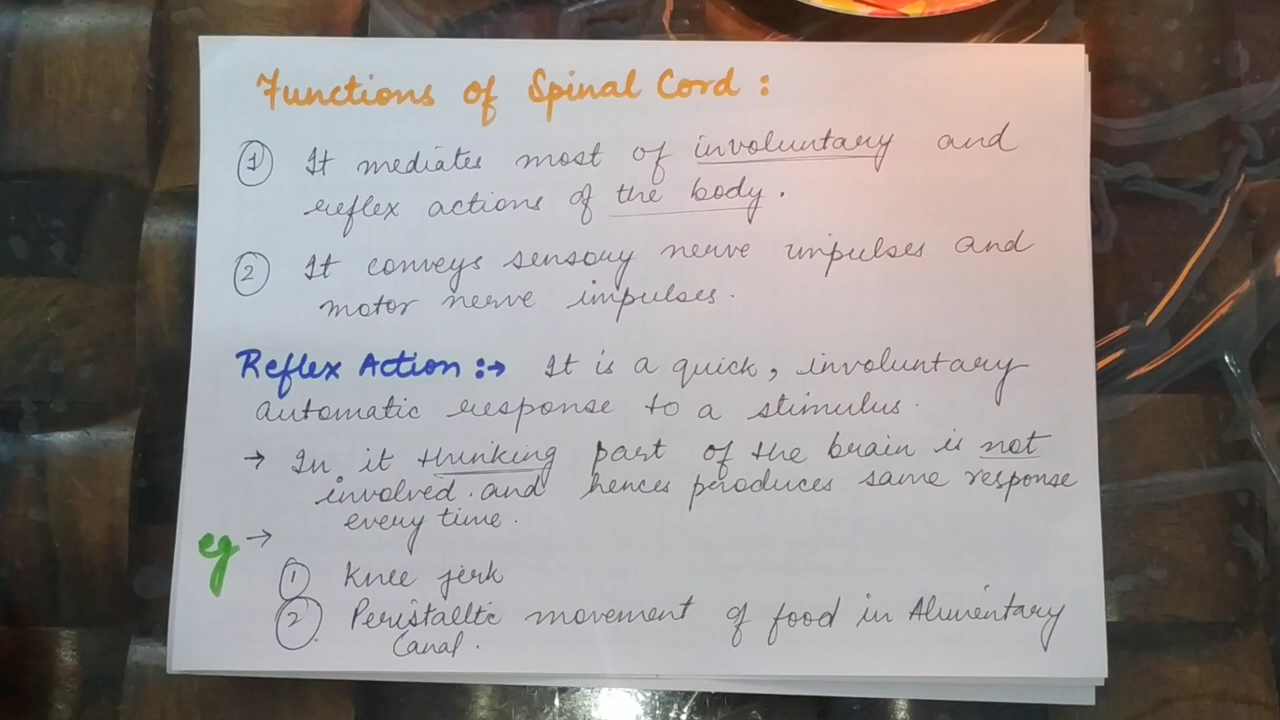 Functions of Spinal Cord :
① It mediates most of involuntary and
reflex actions of the body.
② It conveys sensory nerve impulses and
motor nerve impulses.
Reflex Action :→ It is a quick, involuntary
automatic response to a stimulus.
→ In it thinking part of the brain is not
involved. and hences produces same response
every time.
eg →
① Knee jerk
② Peristalltic movement of food in Alimentary
Canal.